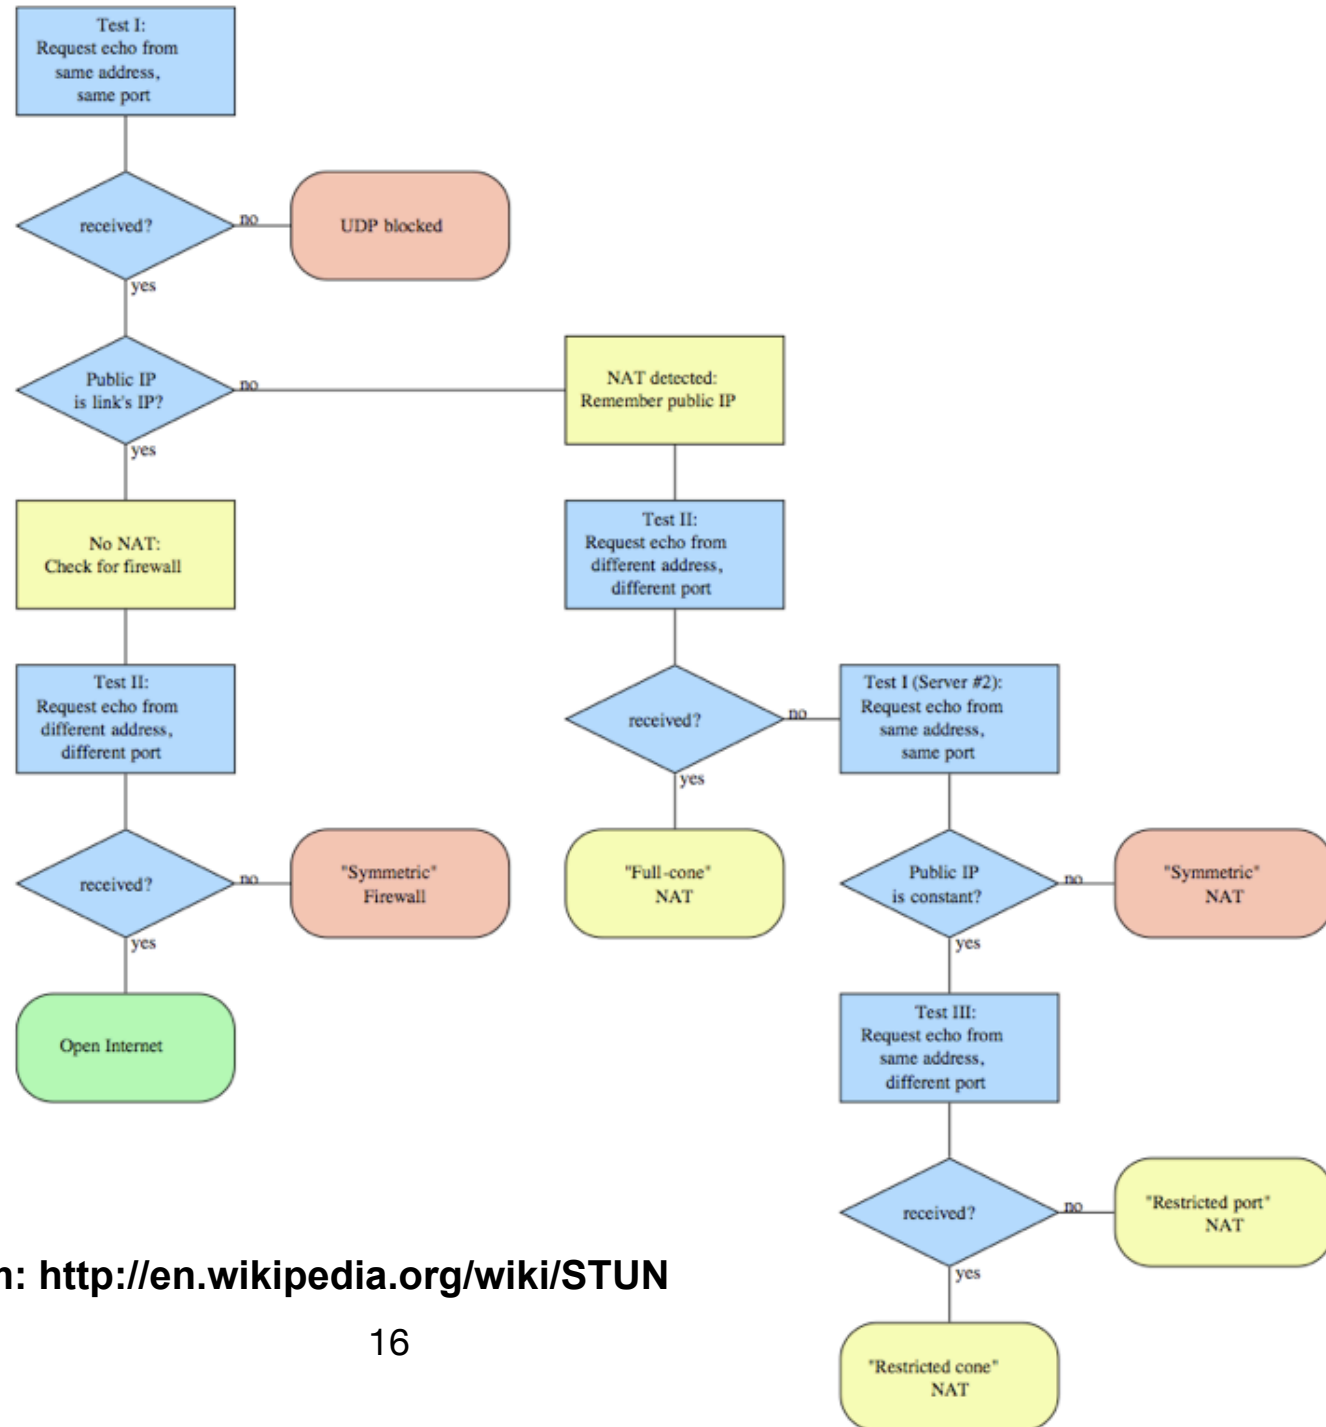 Test I:
Request echo from
same address,
same port
received?
no
UDP blocked
yes
Public IP
is link's IP?
no
NAT detected:
Remember public IP
yes
No NAT:
Check for firewall
Test II:
Request echo from
different address,
different port
Test II:
Request echo from
different address,
different port
received?
no
Test I (Server #2):
Request echo from
same address,
same port
yes
received?
no
"Symmetric"
Firewall
"Full-cone"
NAT
Public IP
is constant?
no
"Symmetric"
NAT
yes
yes
Open Internet
Test III:
Request echo from
same address,
different port
received?
no
"Restricted port"
NAT
yes
"Restricted cone"
NAT
: http://en.wikipedia.org/wiki/STUN
16